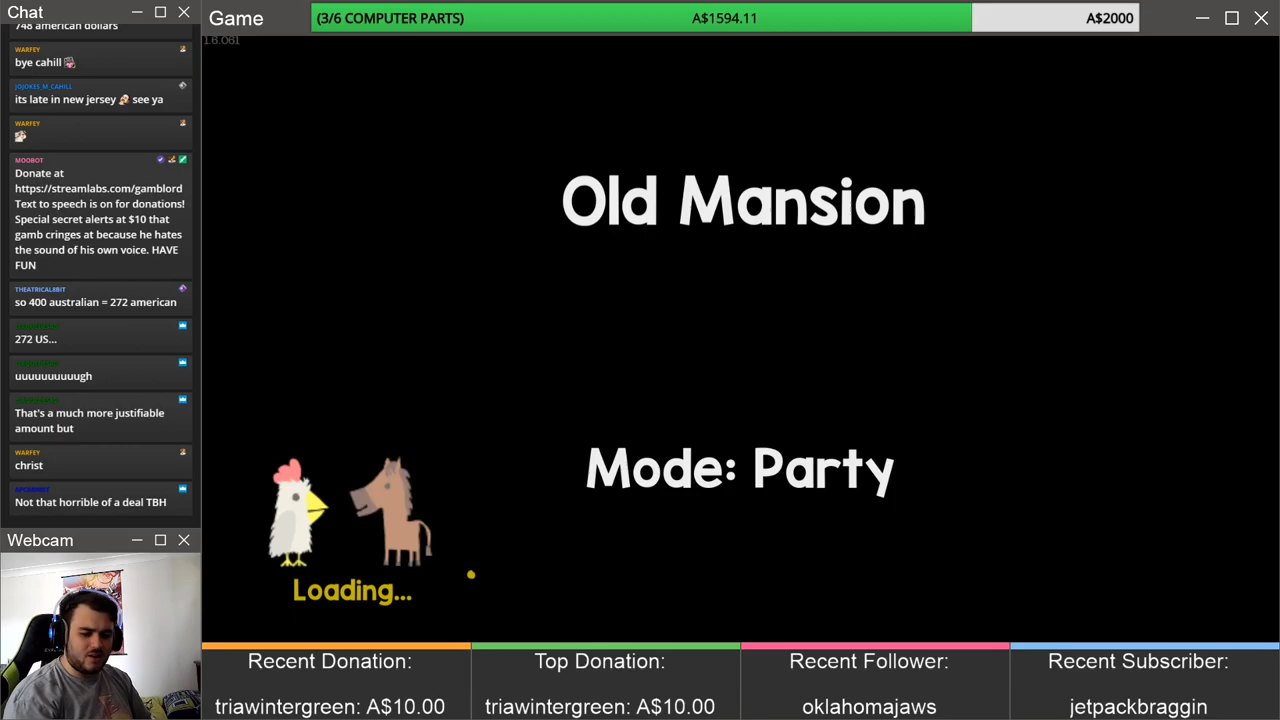 Chat
748 american dollars
WARFEY
bye cahill
JOJOKES_M_CAHILL
its late in new jersey see ya
WARFEY
MOOBOT
Donate at
https://streamlabs.com/gamblord
Text to speech is on for donations!
Special secret alerts at $10 that
gamb cringes at because he hates
the sound of his own voice. HAVE
FUN
THEATRICAL8BIT
so 400 australian = 272 american
272 US...
uuuuuuuuuugh
That's a much more justifiable
amount but
WARFEY
christ
Not that horrible of a deal TBH
Webcam
Game
(3/6 COMPUTER PARTS)
A$1594.11
A$2000
1.6.061
Old Mansion
Mode: Party
Loading...
Recent Donation:
triawintergreen: A$10.00
Top Donation:
triawintergreen: A$10.00
Recent Follower:
oklahomajaws
Recent Subscriber:
jetpackbraggin